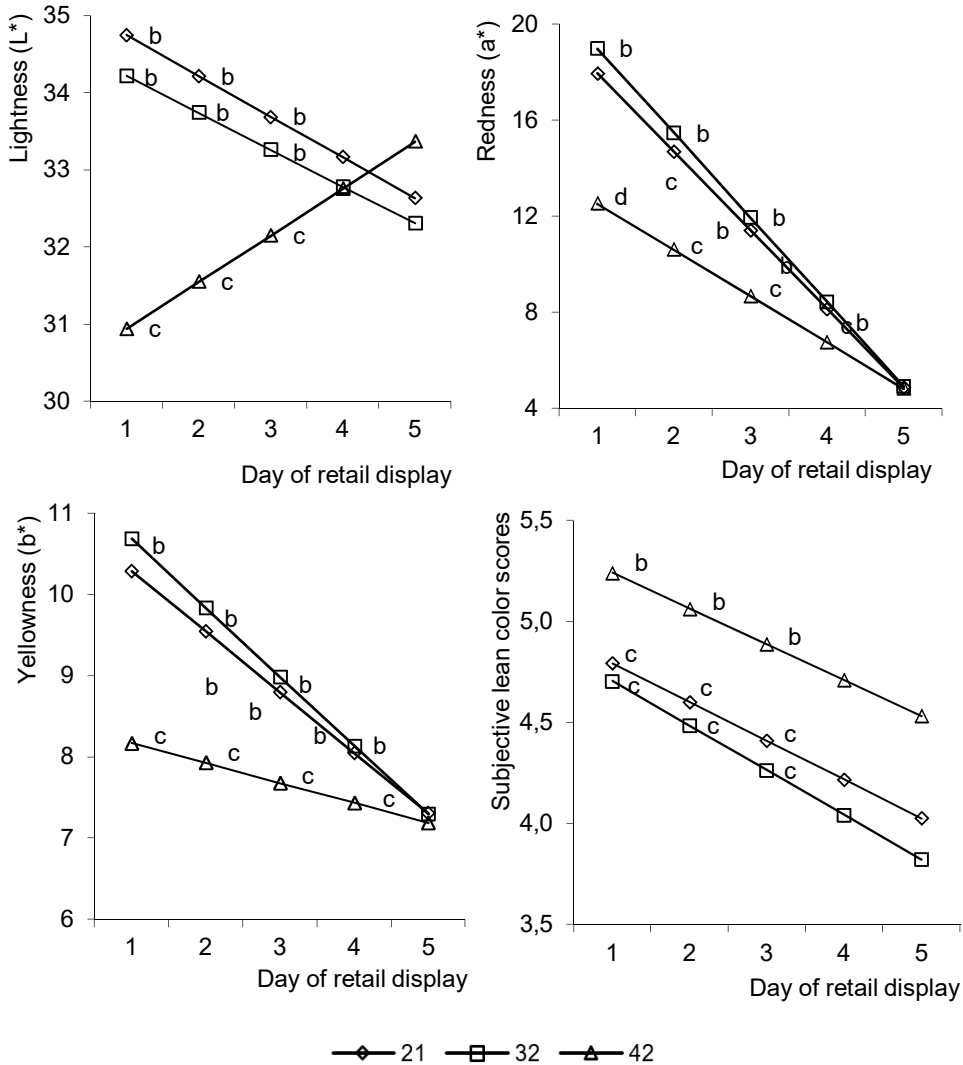 Lightness (L*)
35
34
33
32
31
30
b
b
b
b
b
b
c
c
c
1 2 3 4 5
Day of retail display
Redness (a*)
20
16
12
8
4
b
b
c
d
b
b
c
b
c
b
c
1 2 3 4 5
Day of retail display
Yellowness (b*)
11
10
9
8
7
6
b
b
b
b
b
b
b
c
c
c
c
1 2 3 4 5
Day of retail display
Subjective lean color scores
5,5
5,0
4,5
4,0
3,5
b
b
b
c
c
c
c
c
c
1 2 3 4 5
Day of retail display
21 32 42